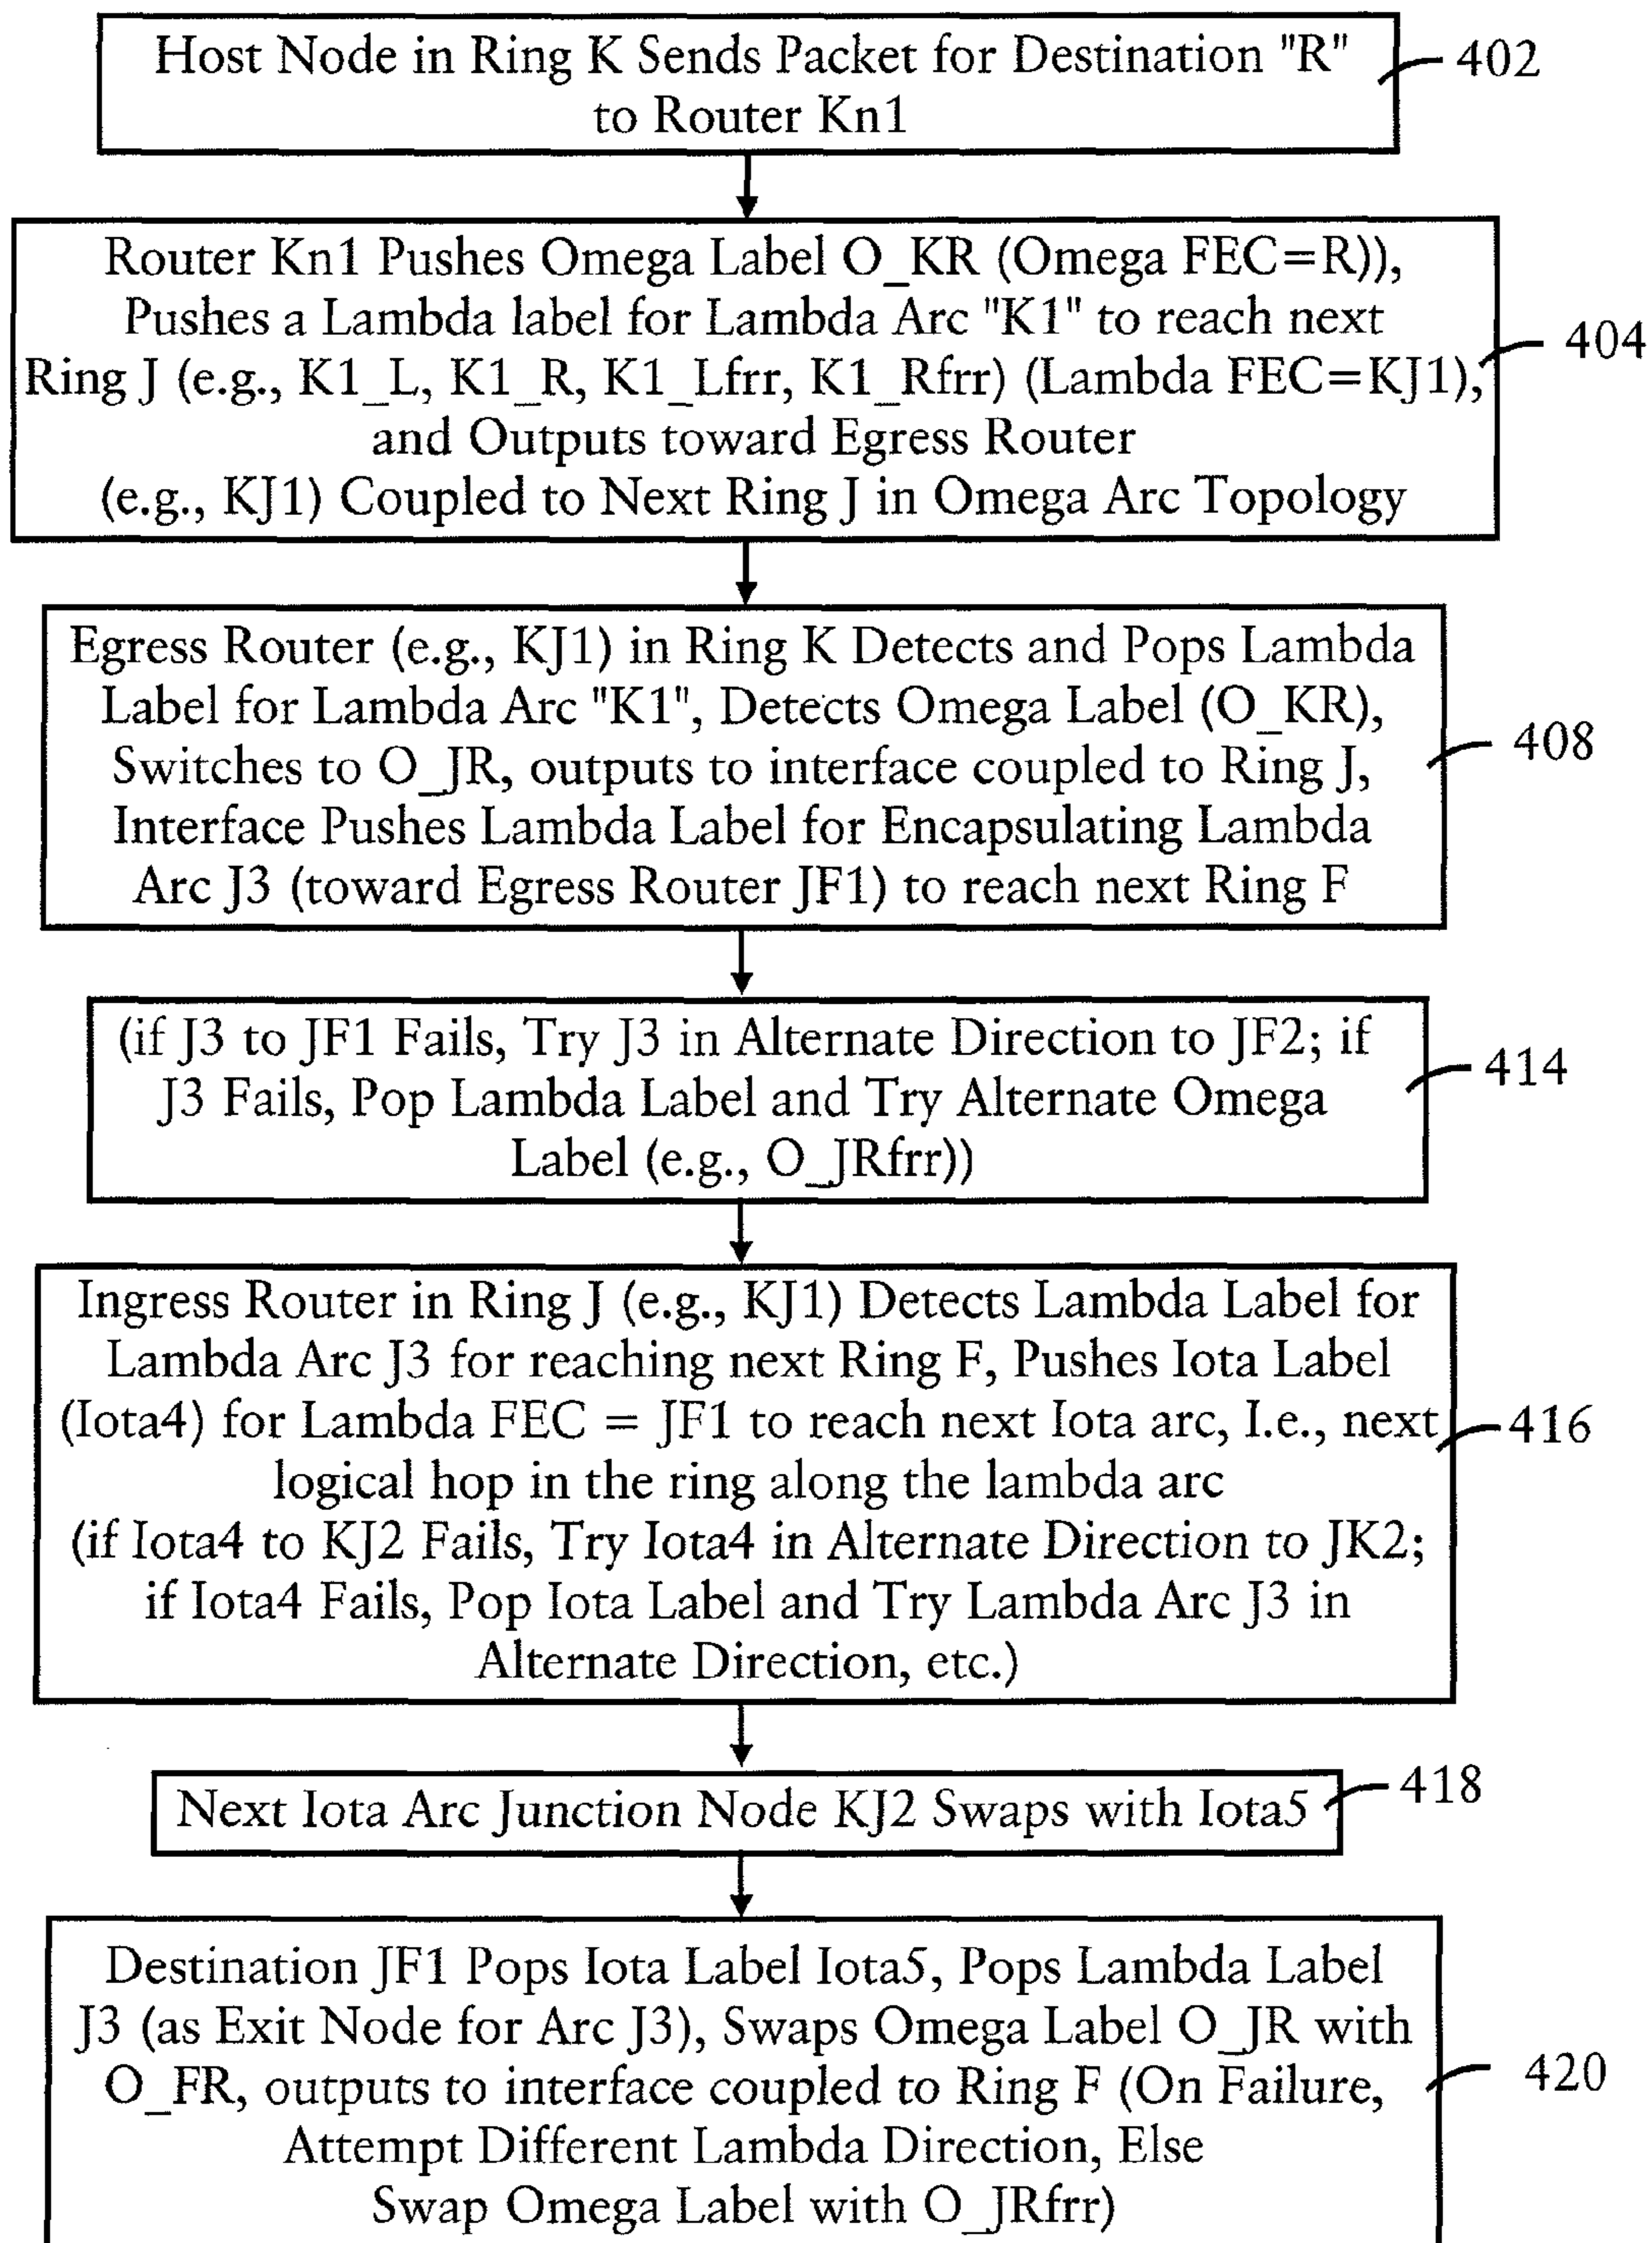 Host Node in Ring K Sends Packet for Destination "R"
to Router Kn1
402
Router Kn1 Pushes Omega Label O_KR (Omega FEC=R)),
Pushes a Lambda label for Lambda Arc "K1" to reach next
Ring J (e.g., K1_L, K1_R, K1_Lfrr, K1_Rfrr) (Lambda FEC=KJ1),
and Outputs toward Egress Router
(e.g., KJ1) Coupled to Next Ring J in Omega Arc Topology
404
Egress Router (e.g., KJ1) in Ring K Detects and Pops Lambda
Label for Lambda Arc "K1", Detects Omega Label (O_KR),
Switches to O_JR, outputs to interface coupled to Ring J,
Interface Pushes Lambda Label for Encapsulating Lambda
Arc J3 (toward Egress Router JF1) to reach next Ring F
408
(if J3 to JF1 Fails, Try J3 in Alternate Direction to JF2; if
J3 Fails, Pop Lambda Label and Try Alternate Omega
Label (e.g., O_JRfrr))
414
Ingress Router in Ring J (e.g., KJ1) Detects Lambda Label for
Lambda Arc J3 for reaching next Ring F, Pushes Iota Label
(Iota4) for Lambda FEC = JF1 to reach next Iota arc, I.e., next
logical hop in the ring along the lambda arc
(if Iota4 to KJ2 Fails, Try Iota4 in Alternate Direction to JK2;
if Iota4 Fails, Pop Iota Label and Try Lambda Arc J3 in
Alternate Direction, etc.)
416
Next Iota Arc Junction Node KJ2 Swaps with Iota5
418
Destination JF1 Pops Iota Label Iota5, Pops Lambda Label
J3 (as Exit Node for Arc J3), Swaps Omega Label O_JR with
O_FR, outputs to interface coupled to Ring F (On Failure,
Attempt Different Lambda Direction, Else
Swap Omega Label with O_JRfrr)
420